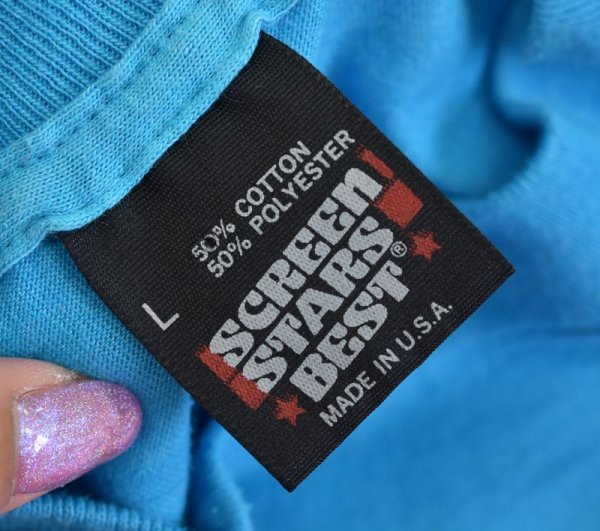 50% COTTON
50% POLYESTER
L
SCREEN
STARS®
BEST
MADE IN U.S.A.